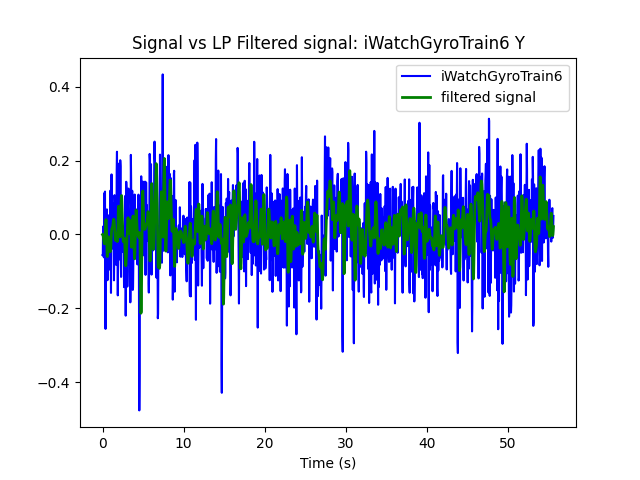 Signal vs LP Filtered signal: iWatchGyroTrain6 Y
iWatchGyroTrain6
filtered signal
0.4
0.2
0.0
−0.2
−0.4
0 10 20 30 40 50
Time (s)